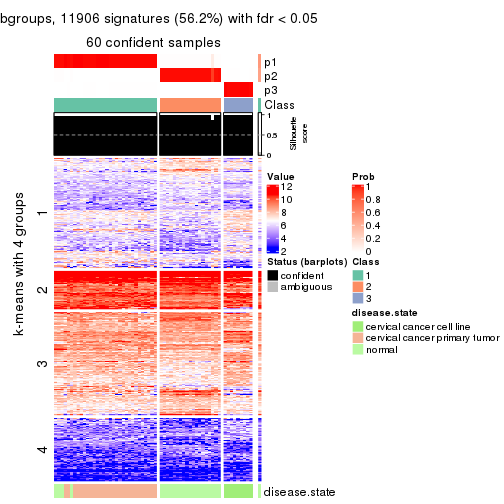 bgroups, 11906 signatures (56.2%) with fdr < 0.05
60 confident samples
p1
p2
p3
Class
1
0.5
0
Silhouette
score
k-means with 4 groups
1
2
3
4
disease.state
Value
12
10
8
6
4
2
Prob
1
0.8
0.6
0.4
0.2
0
Status (barplots)
confident
ambiguous
Class
1
2
3
disease.state
cervical cancer cell line
cervical cancer primary tumor
normal